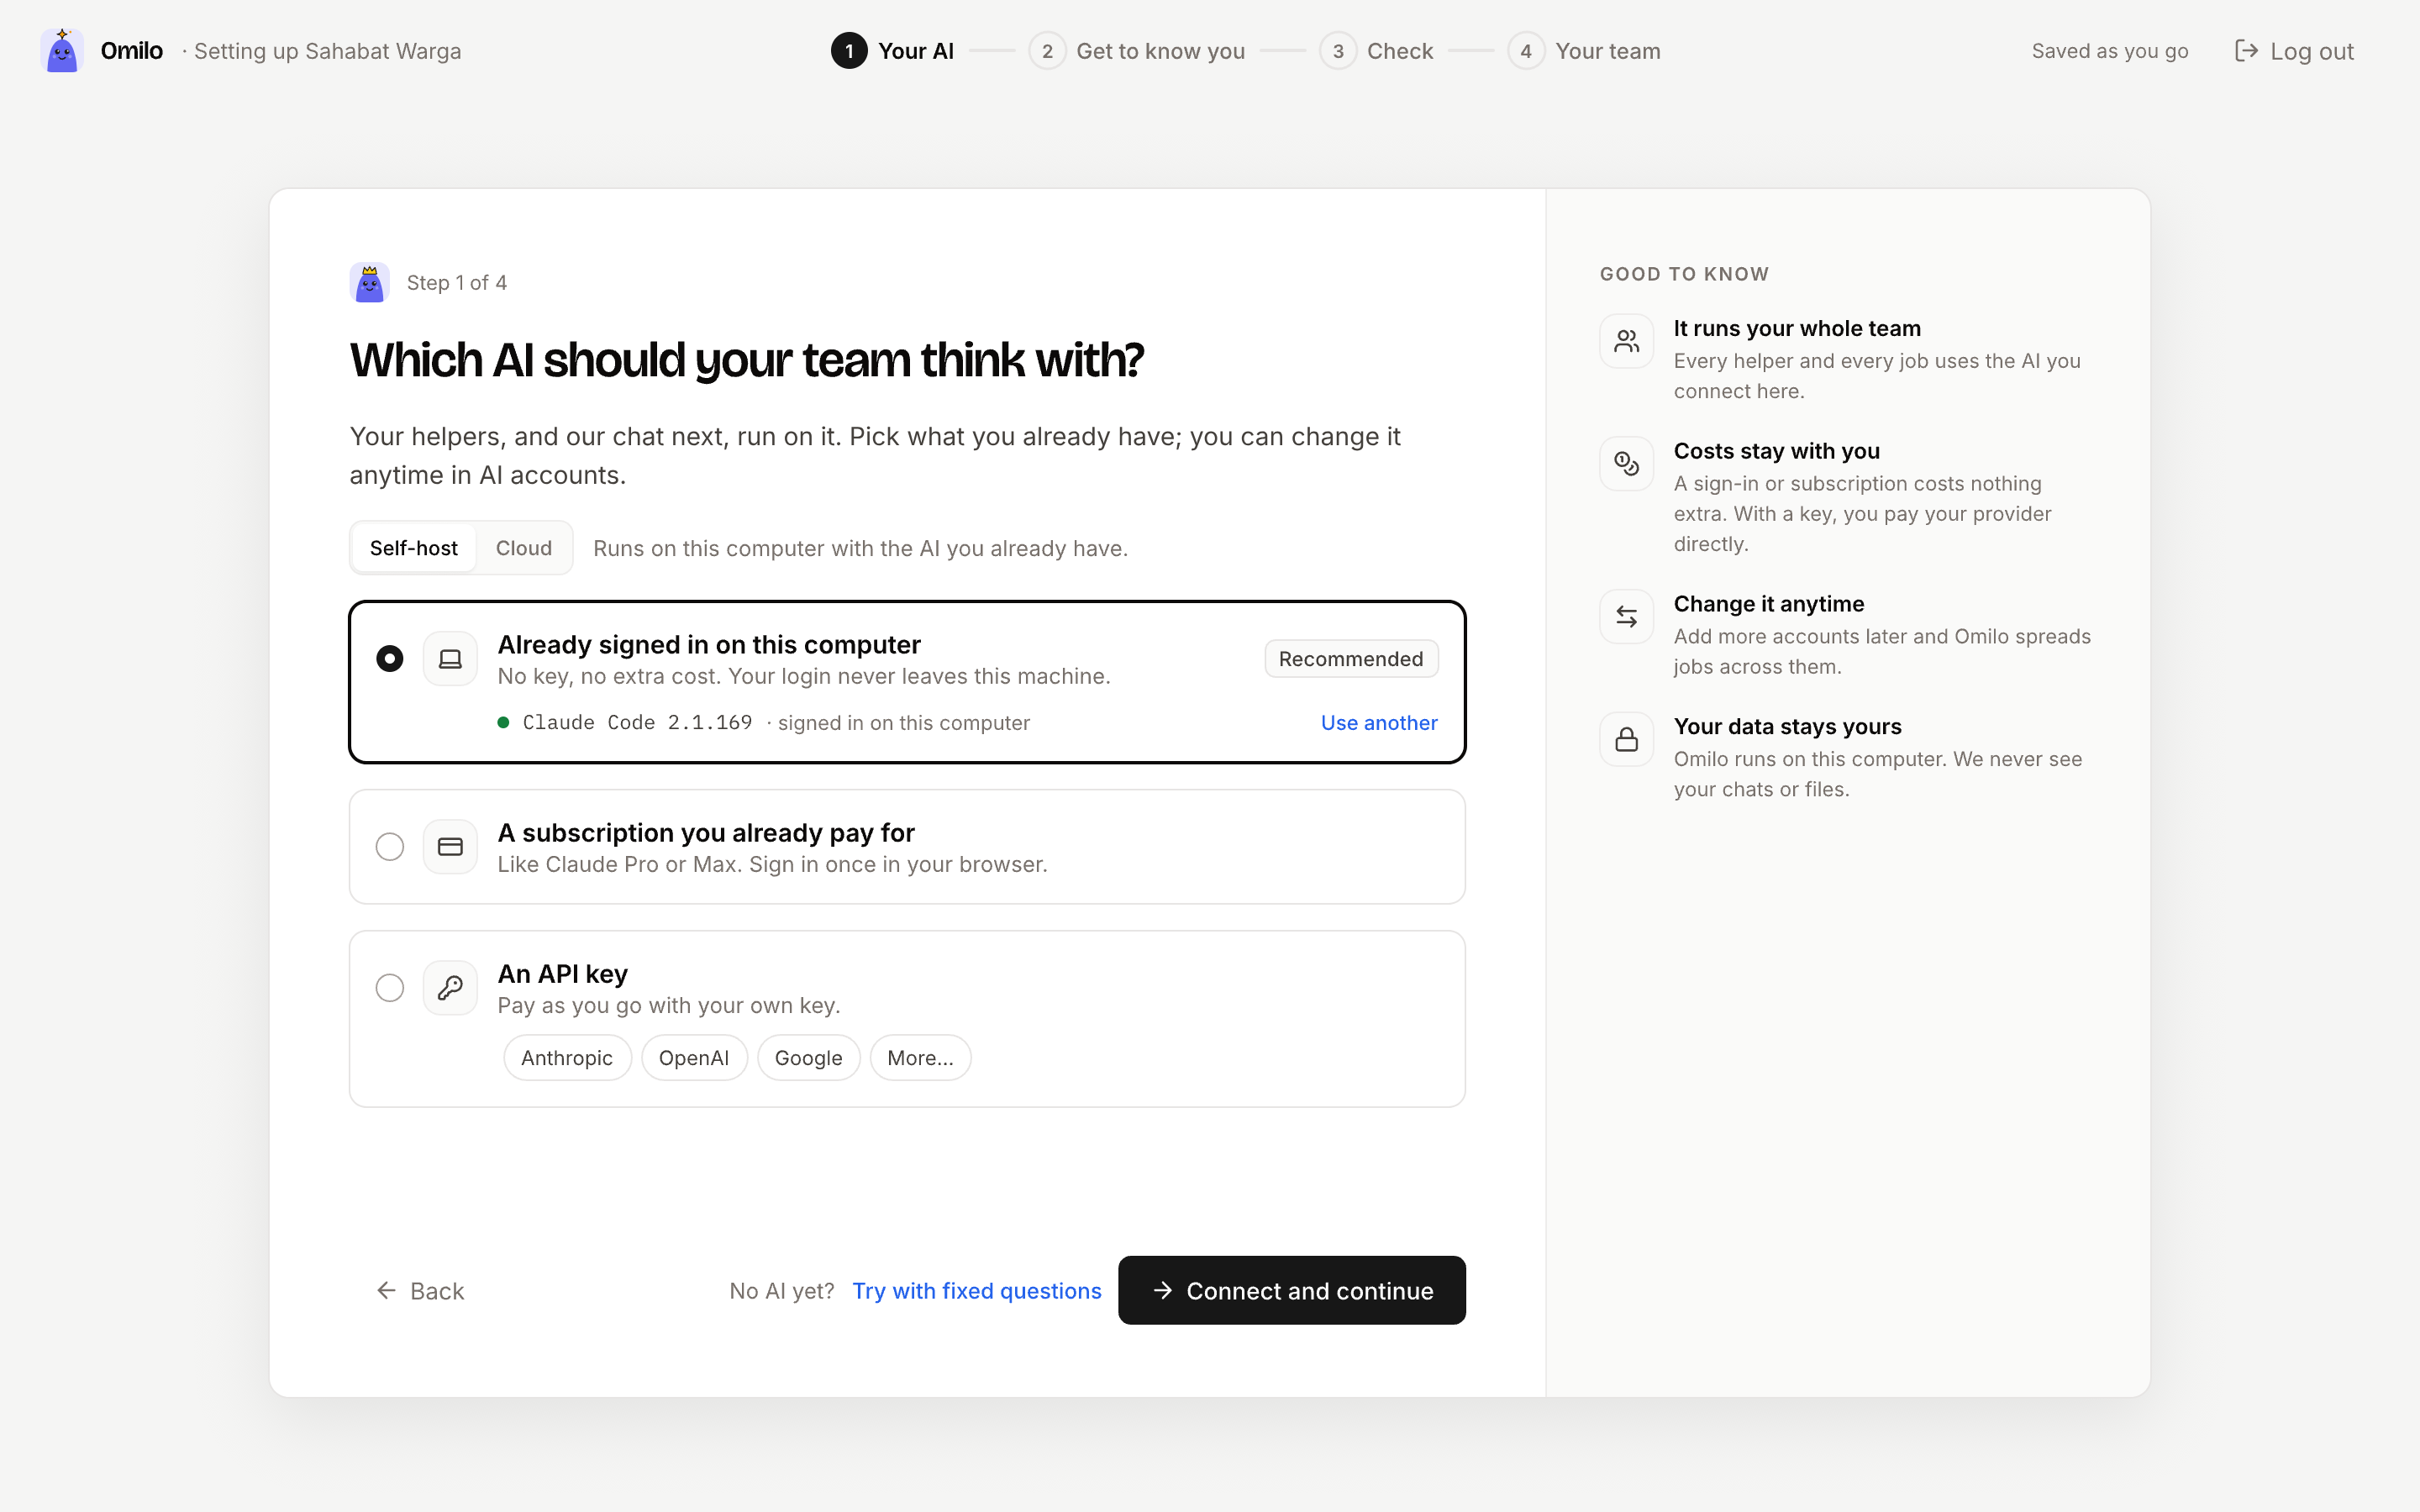 Omilo · Setting up Sahabat Warga
1 Your AI 2 Get to know you 3 Check 4 Your team
Saved as you go Log out
Step 1 of 4
Which AI should your team think with?
Your helpers, and our chat next, run on it. Pick what you already have; you can change it
anytime in AI accounts.
Self-host Cloud Runs on this computer with the AI you already have.
Already signed in on this computer
No key, no extra cost. Your login never leaves this machine.
Recommended
Claude Code 2.1.169 · signed in on this computer
Use another
A subscription you already pay for
Like Claude Pro or Max. Sign in once in your browser.
An API key
Pay as you go with your own key.
Anthropic OpenAI Google More...
Back
No AI yet? Try with fixed questions
Connect and continue
GOOD TO KNOW
It runs your whole team
Every helper and every job uses the AI you
connect here.
Costs stay with you
A sign-in or subscription costs nothing
extra. With a key, you pay your provider
directly.
Change it anytime
Add more accounts later and Omilo spreads
jobs across them.
Your data stays yours
Omilo runs on this computer. We never see
your chats or files.